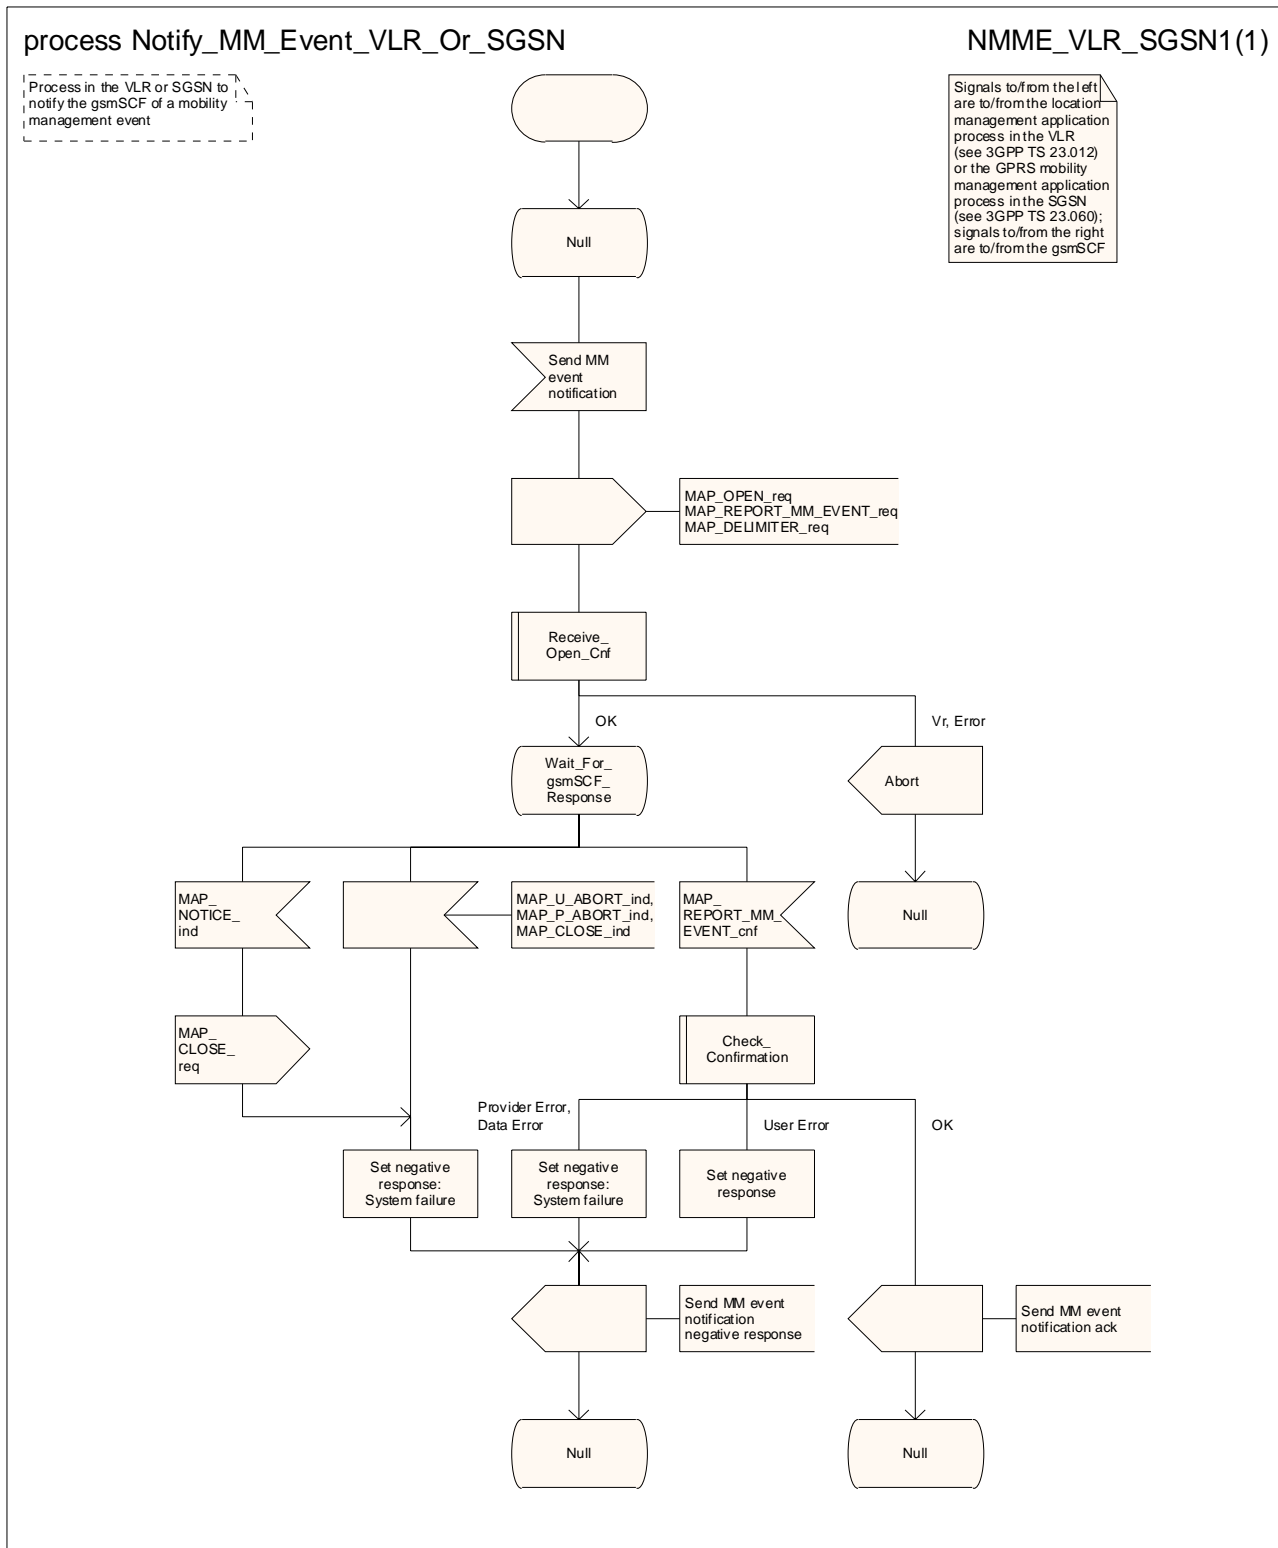 process Notify_MM_Event_VLR_Or_SGSN
NMME_VLR_SGSN1(1)
Process in the VLR or SGSN to
notify the gsmSCF of a mobility
management event
Signals to/from the left
are to/from the location
management application
process in the VLR
(see 3GPP TS 23.012)
or the GPRS mobility
management application
process in the SGSN
(see 3GPP TS 23.060);
signals to/from the right
are to/from the gsmSCF
Null
Send MM
event
notification
MAP_OPEN_req
MAP_REPORT_MM_EVENT_req
MAP_DELIMITER_req
Receive_
Open_Cnf
OK
Vr, Error
Wait_For_
gsmSCF_
Response
Abort
MAP_
NOTICE_
ind
MAP_U_ABORT_ind,
MAP_P_ABORT_ind,
MAP_CLOSE_ind
MAP_
REPORT_MM_
EVENT_cnf
Null
MAP_
CLOSE_
req
Check_
Confirmation
Provider Error,
Data Error
User Error
OK
Set negative
response:
System failure
Set negative
response:
System failure
Set negative
response
Send MM event
notification
negative response
Send MM event
notification ack
Null
Null